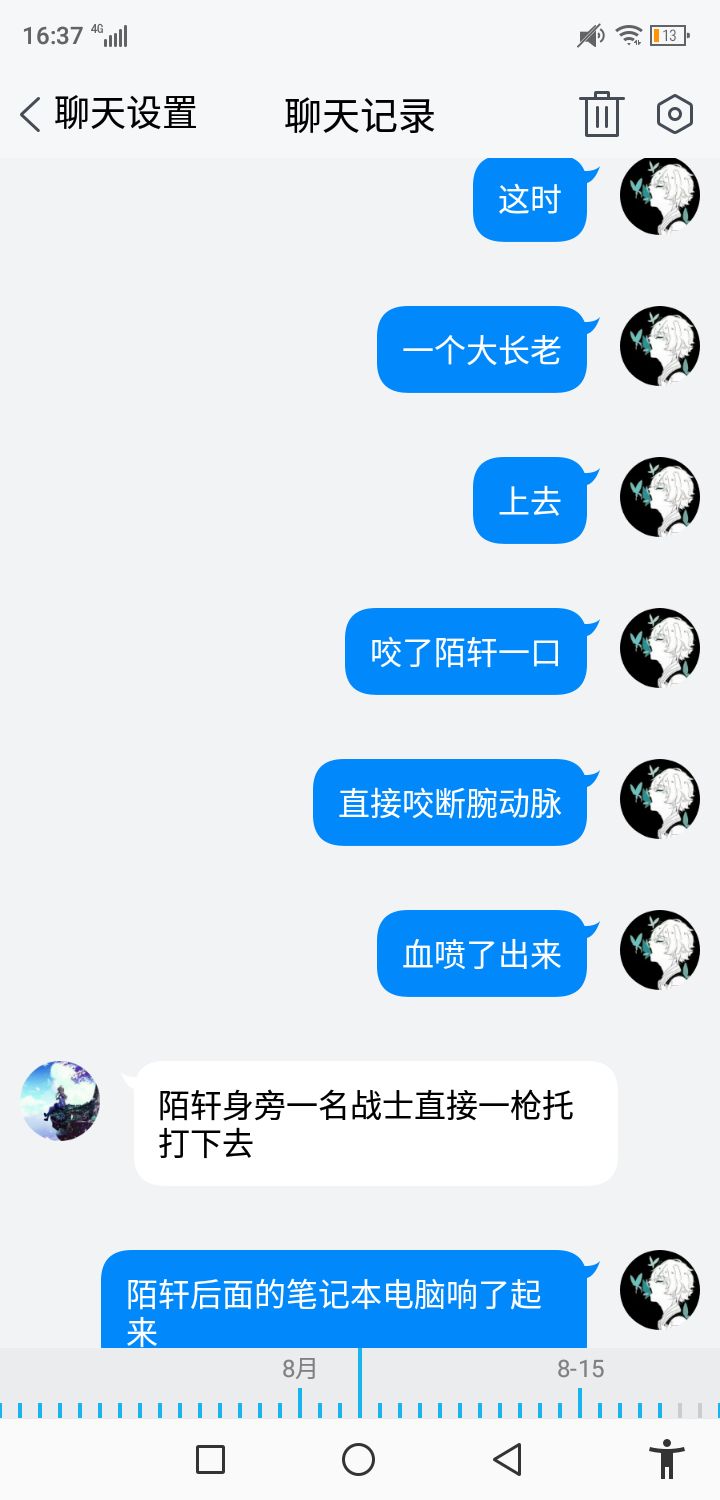 16:37 4G 13
聊天设置 聊天记录
这时
一个大长老
上去
咬了陌轩一口
直接咬断腕动脉
血喷了出来
陌轩身旁一名战士直接一枪托
打下去
陌轩后面的笔记本电脑响了起
来
8月 8-15